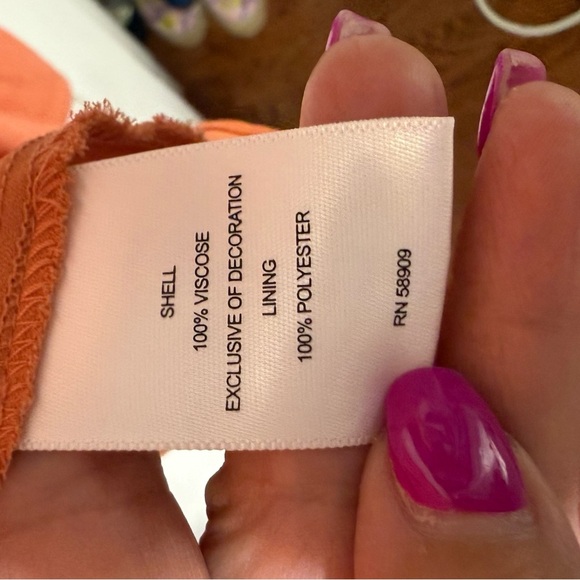 SHELL
100% VISCOSE
EXCLUSIVE OF DECORATION
LINING
100% POLYESTER
RN 58909